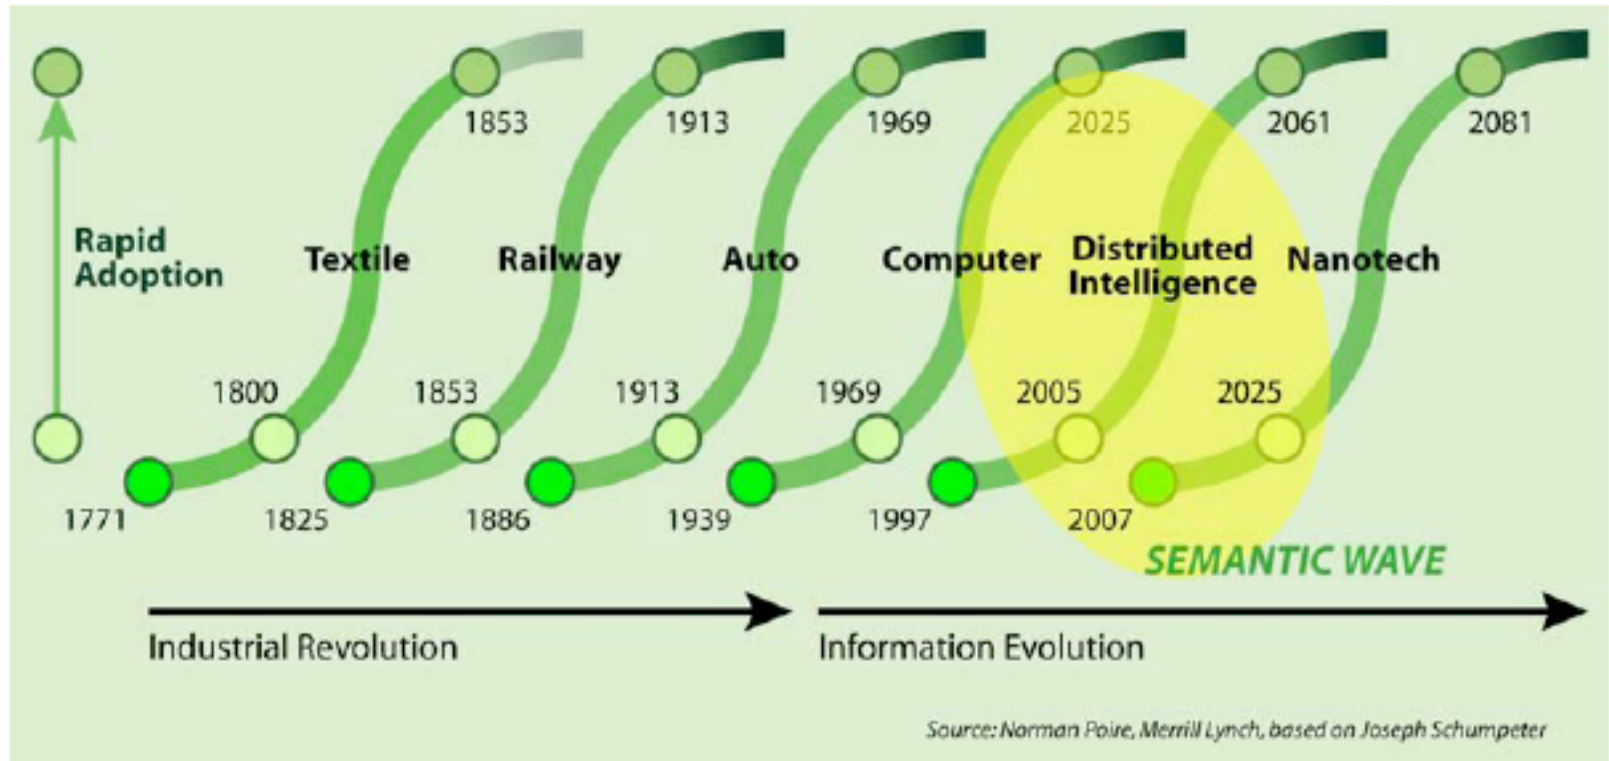 1853
1913
1969
2025
2061
2081
Rapid
Adoption
Textile
Railway
Auto
Computer
Distributed
Intelligence
Nanotech
1800
1853
1913
1969
2005
2025
1771
1825
1886
1939
1997
2007
SEMANTIC WAVE
Industrial Revolution
Information Evolution
Source: Norman Poire, Merrill Lynch, based on Joseph Schumpeter